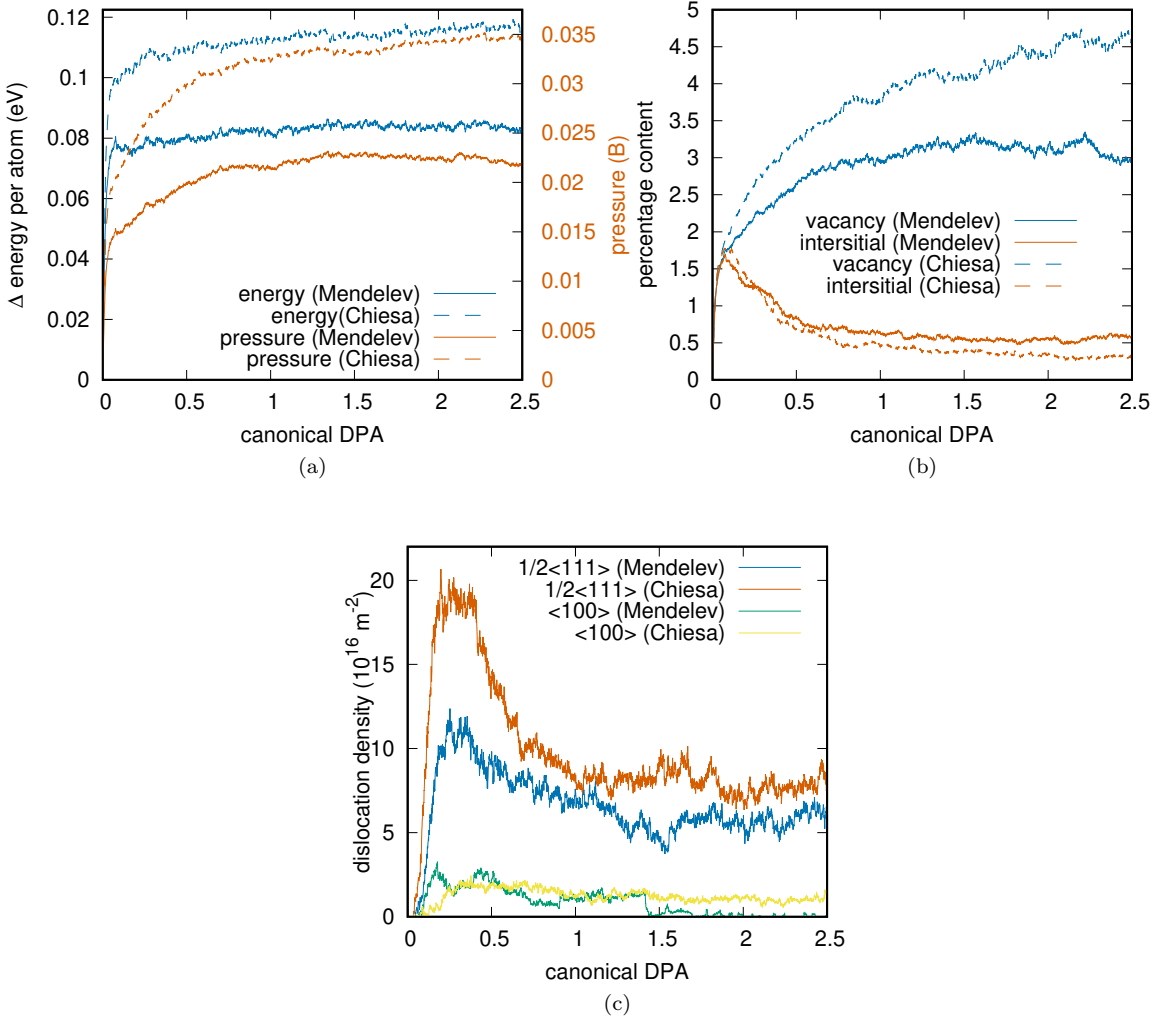 0.12
0.1
0.08
0.06
0.04
0.02
0
Δ energy per atom (eV)
0.035
0.03
0.025
0.02
0.015
0.01
0.005
0
pressure (B)
energy (Mendelev)
energy(Chiesa)
pressure (Mendelev)
pressure (Chiesa)
0 0.5 1 1.5 2 2.5
canonical DPA
(a)
5
4.5
4
3.5
3
2.5
2
1.5
1
0.5
0
percentage content
vacancy (Mendelev)
intersitial (Mendelev)
vacancy (Chiesa)
intersitial (Chiesa)
0 0.5 1 1.5 2 2.5
canonical DPA
(b)
20
15
10
5
0
dislocation density (10^16 m^-2)
1/2<111> (Mendelev)
1/2<111> (Chiesa)
<100> (Mendelev)
<100> (Chiesa)
0 0.5 1 1.5 2 2.5
canonical DPA
(c)